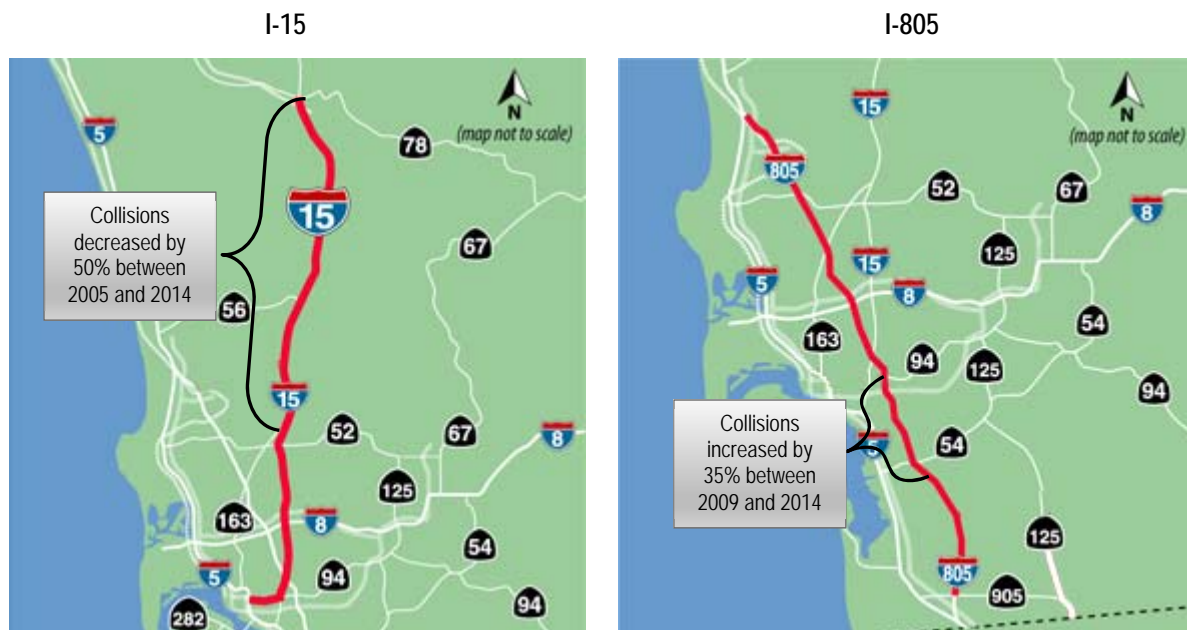 I-15
I-805
5
N
(map not to scale)
78
15
Collisions
decreased by
50% between
2005 and 2014
67
56
15
52
67
8
125
163
8
54
5
94
94
282
15
N
(map not to scale)
805
52
67
8
125
15
5
8
54
163
94
125
94
Collisions
increased by
35% between
2009 and 2014
5
54
125
805
905